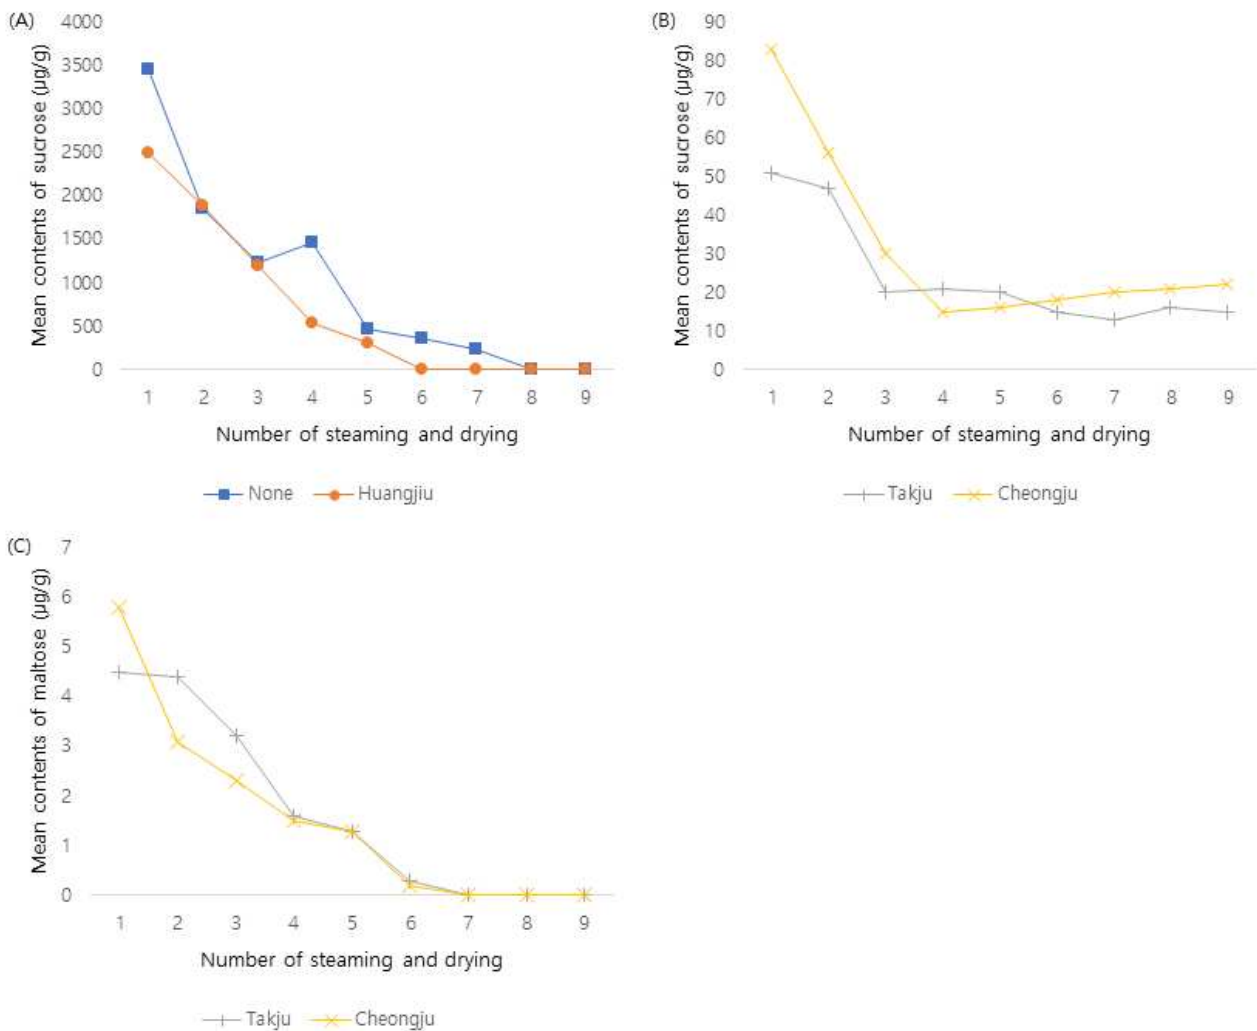 (A)
Mean contents of sucrose (μg/g)
4000
3500
3000
2500
2000
1500
1000
500
0
1 2 3 4 5 6 7 8 9
Number of steaming and drying
None Huangjiu
(B)
Mean contents of sucrose (μg/g)
90
80
70
60
50
40
30
20
10
0
1 2 3 4 5 6 7 8 9
Number of steaming and drying
Takju Cheongju
(C)
Mean contents of maltose (μg/g)
7
6
5
4
3
2
1
0
1 2 3 4 5 6 7 8 9
Number of steaming and drying
Takju Cheongju